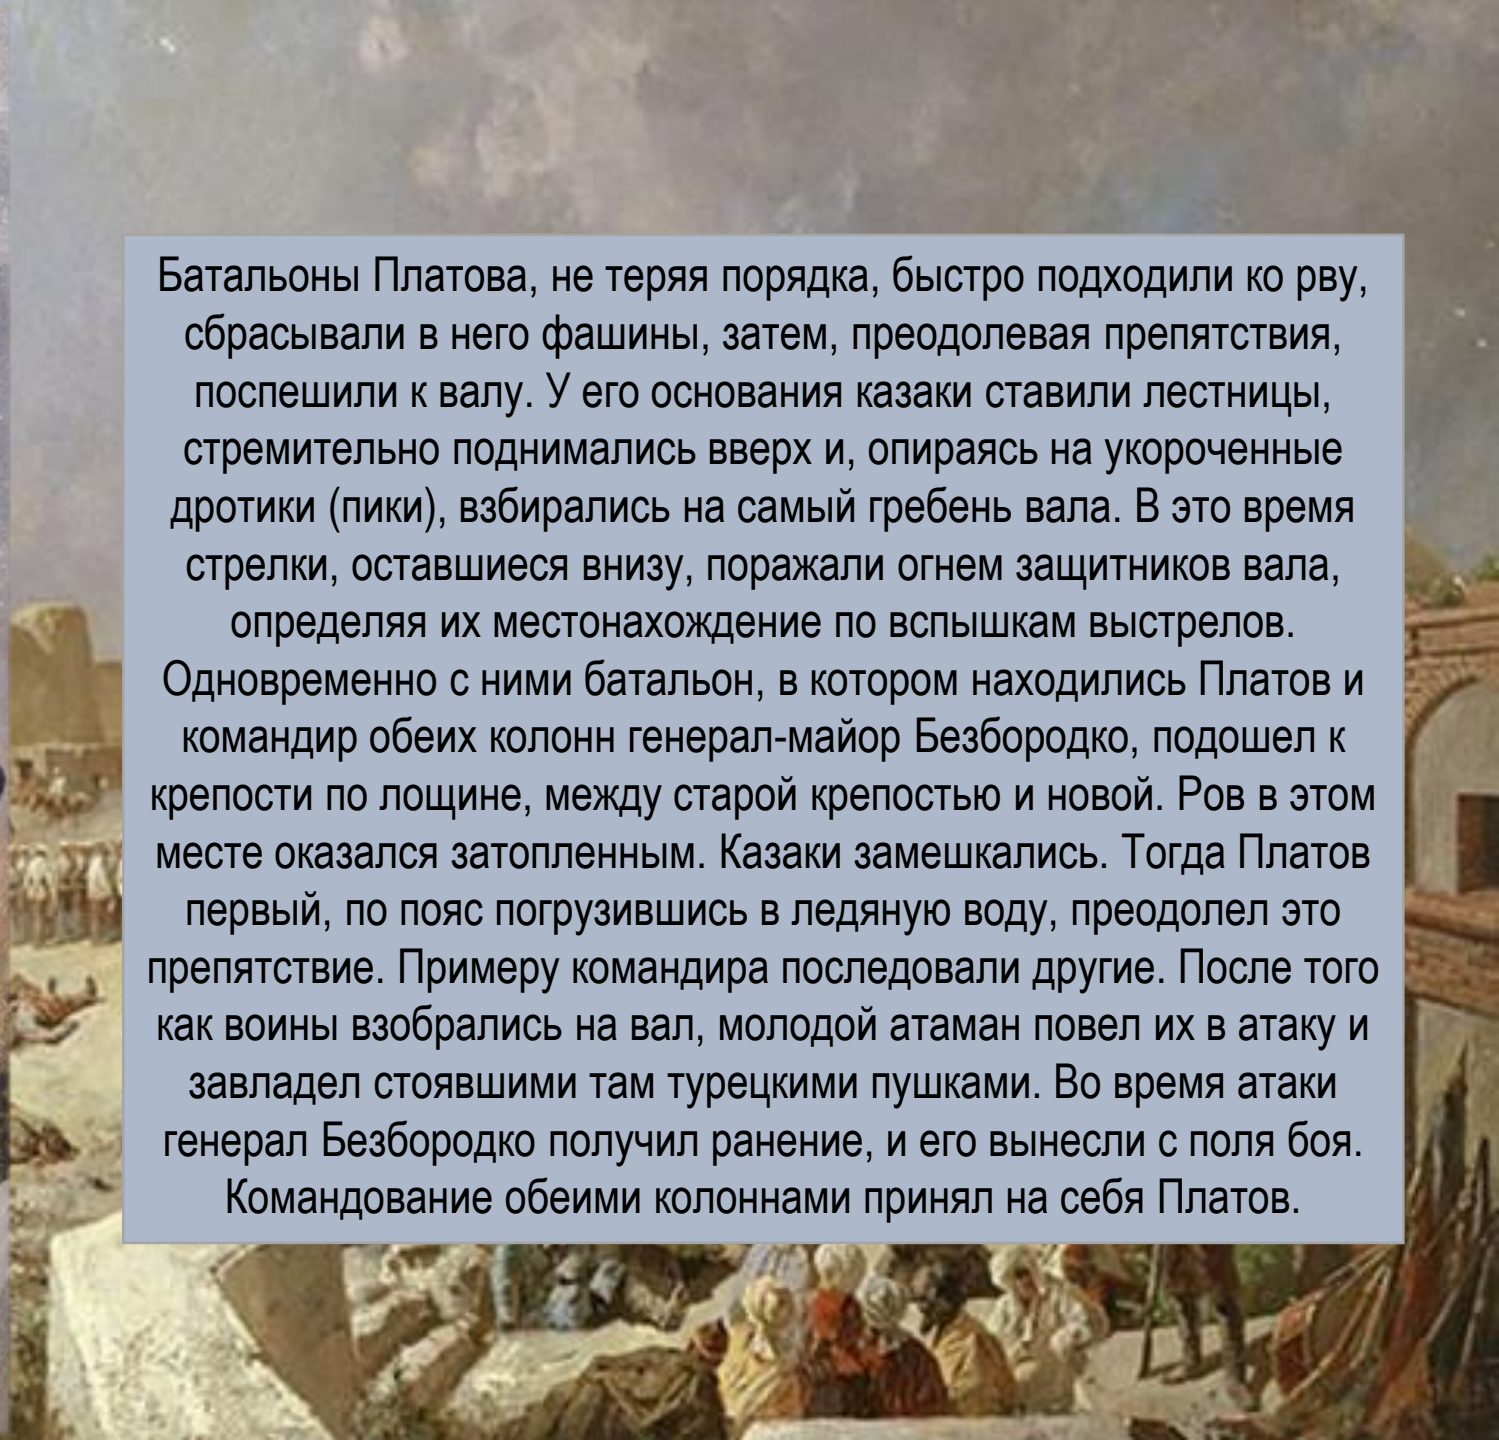 Батальоны Платова, не теряя порядка, быстро подходили ко рву,
сбрасывали в него фашины, затем, преодолевая препятствия,
поспешили к валу. У его основания казаки ставили лестницы,
стремительно поднимались вверх и, опираясь на укороченные
дротики (пики), взбирались на самый гребень вала. В это время
стрелки, оставшиеся внизу, поражали огнем защитников вала,
определяя их местонахождение по вспышкам выстрелов.
Одновременно с ними батальон, в котором находились Платов и
командир обеих колонн генерал-майор Безбородко, подошел к
крепости по лощине, между старой крепостью и новой. Ров в этом
месте оказался затопленным. Казаки замешкались. Тогда Платов
первый, по пояс погрузившись в ледяную воду, преодолел это
препятствие. Примеру командира последовали другие. После того
как воины взобрались на вал, молодой атаман повел их в атаку и
завладел стоявшими там турецкими пушками. Во время атаки
генерал Безбородко получил ранение, и его вынесли с поля боя.
Командование обеими колоннами принял на себя Платов.